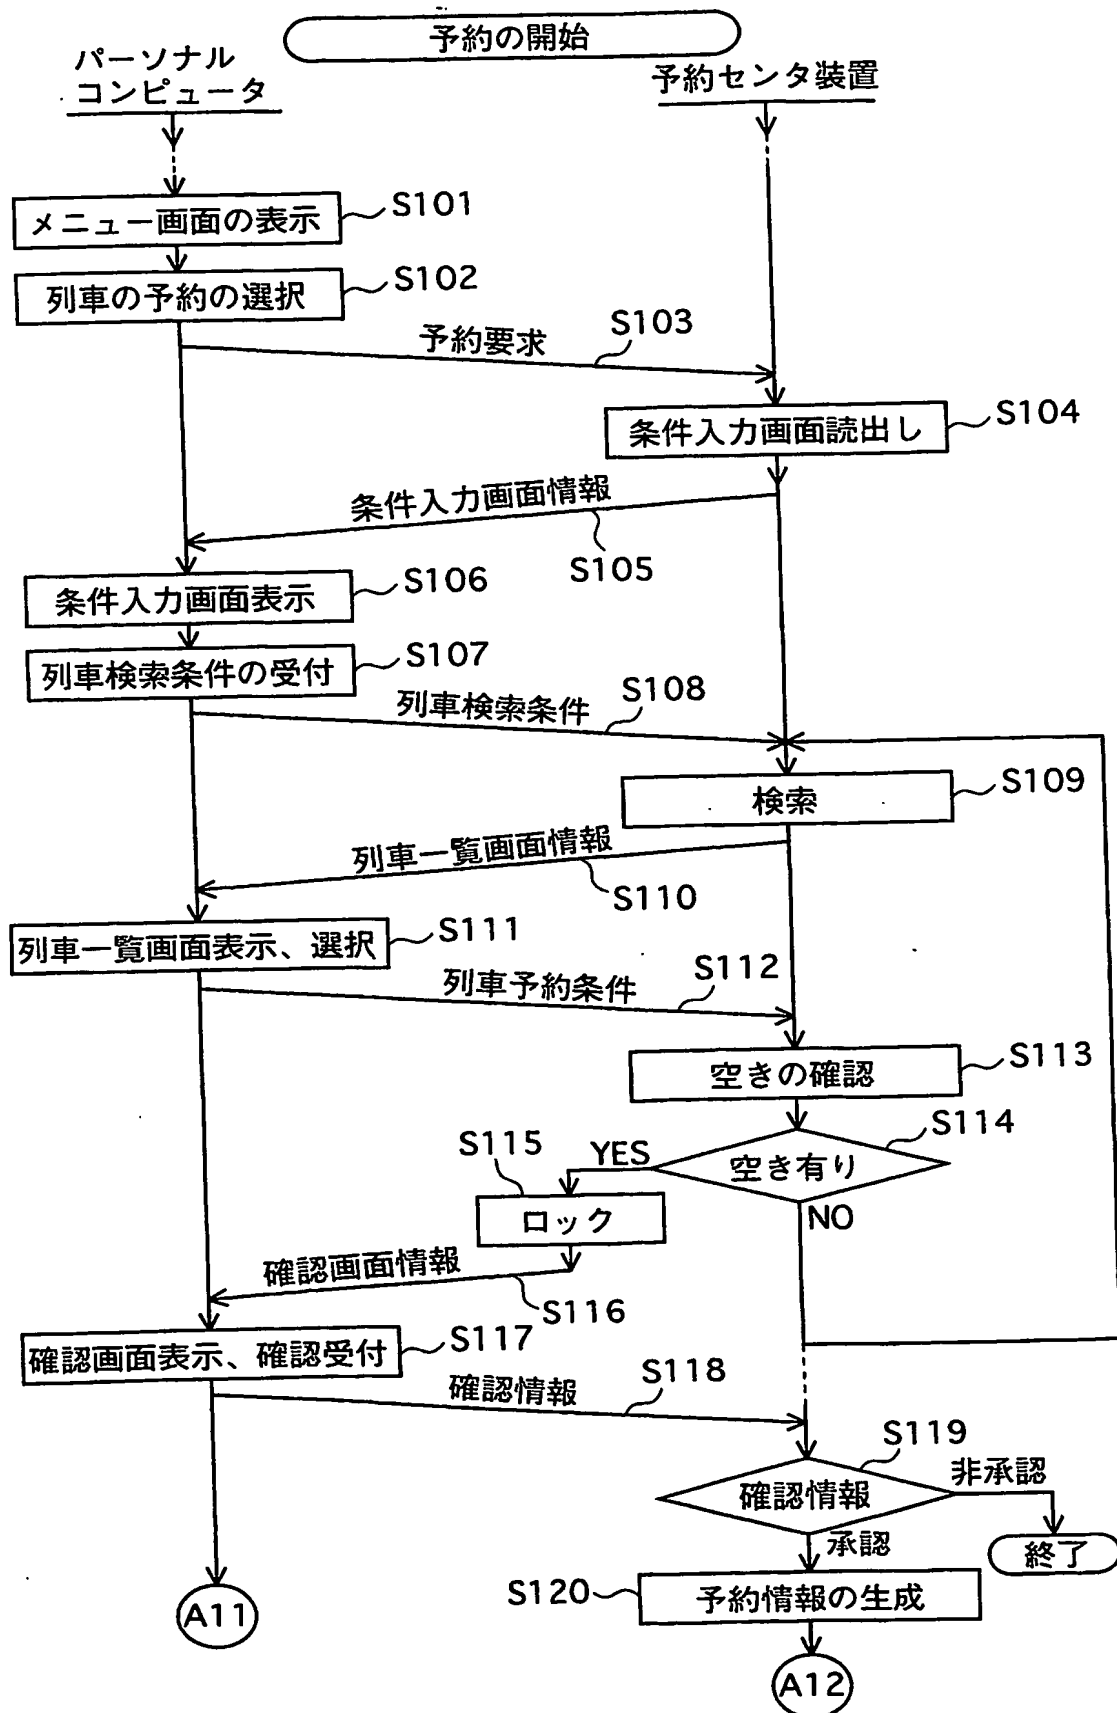 予約の開始
パーソナル
コンピュータ
予約センタ装置
メニュー画面の表示
S101
列車の予約の選択
S102
予約要求
S103
条件入力画面読出し
S104
条件入力画面情報
S105
条件入力画面表示
S106
列車検索条件の受付
S107
列車検索条件
S108
検索
S109
列車一覧画面情報
S110
列車一覧画面表示、選択
S111
列車予約条件
S112
空きの確認
S113
空き有り
S114
YES
NO
S115
ロック
確認画面情報
S116
確認画面表示、確認受付
S117
確認情報
S118
確認情報
S119
非承認
承認
終了
S120
予約情報の生成
A11
A12